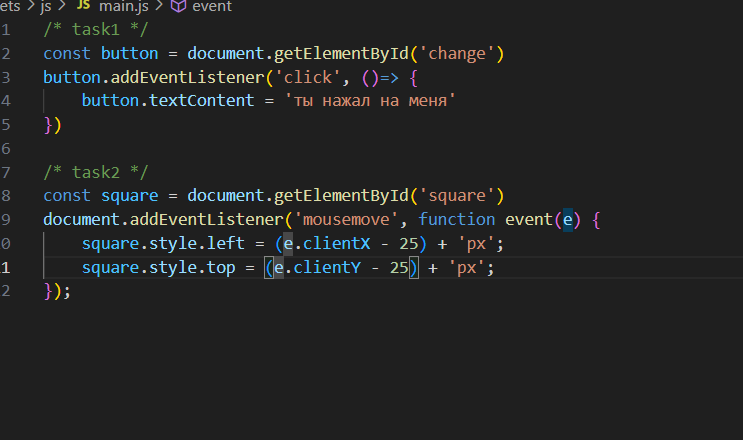 ets > js > JS main.js > event
1 /* task1 */
2 const button = document.getElementById('change')
3 button.addEventListener('click', ()=> {
4 button.textContent = 'ты нажал на меня'
5 })
6
7 /* task2 */
8 const square = document.getElementById('square')
9 document.addEventListener('mousemove', function event(e) {
0 square.style.left = (e.clientX - 25) + 'px';
1 square.style.top = (e.clientY - 25) + 'px';
2 });